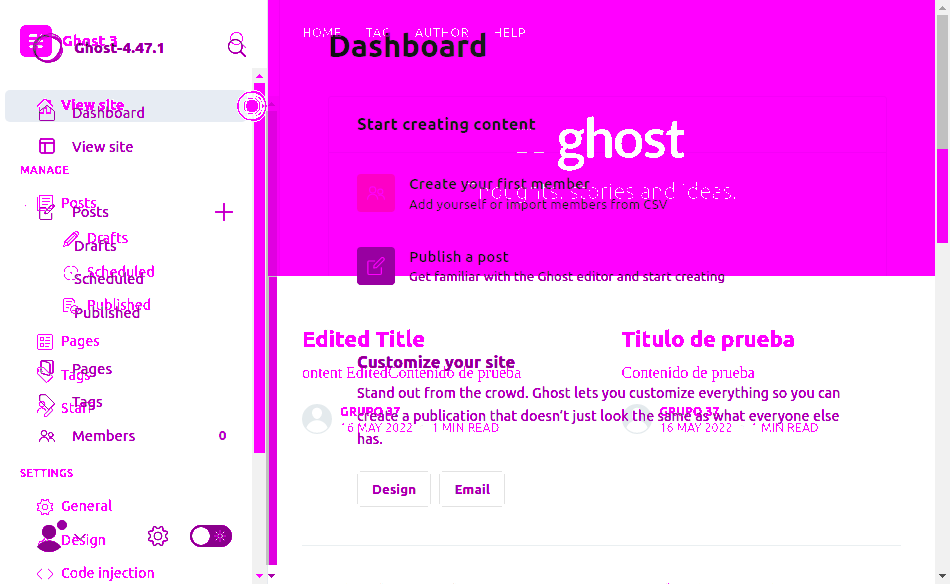 Ghost 3
Ghost-4.47.1
View site
Dashboard
View site
MANAGE
Posts
Posts
Drafts
Drafts
Scheduled
Scheduled
Published
Published
Pages
Pages
Tags
Tags
Staff
Members 0
SETTINGS
General
Design
Code injection
HOME TAG AUTHOR HELP
Dashboard
Start creating content
ghost
Create your first member
Thoughts, stories and ideas.
Add yourself or import members from CSV
Publish a post
Get familiar with the Ghost editor and start creating
Edited Title
ontent EditedContenido de prueba
GRUPO 37
16 MAY 2022 1 MIN READ
Titulo de prueba
Contenido de prueba
GRUPO 37
16 MAY 2022 1 MIN READ
Customize your site
Stand out from the crowd. Ghost lets you customize everything so you can
create a publication that doesn't just look the same as what everyone else
has.
Design Email